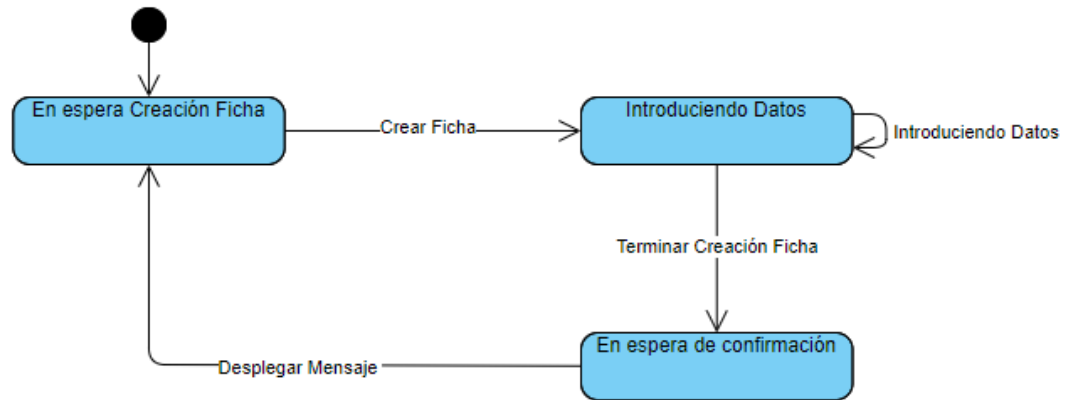 En espera Creación Ficha
Introduciendo Datos
Crear Ficha
Introduciendo Datos
Terminar Creación Ficha
En espera de confirmación
Desplegar Mensaje